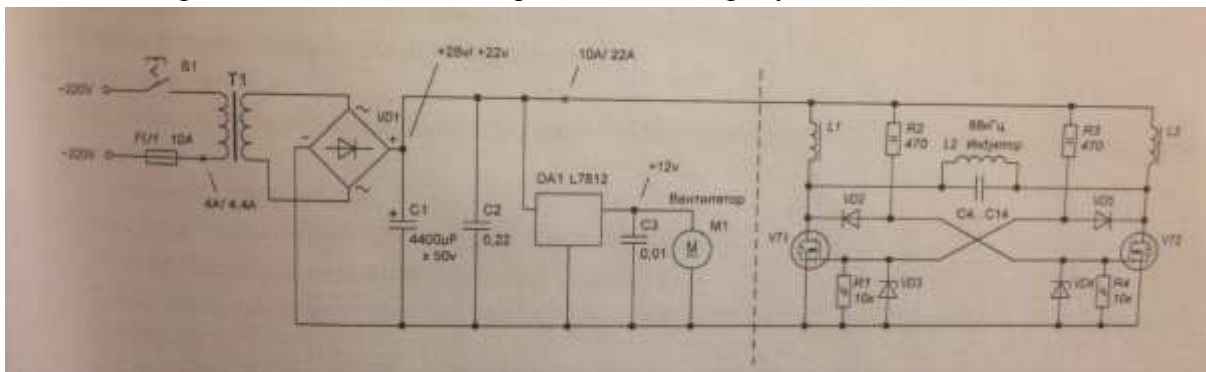 +28v/ +22v
10A/ 22A
S1
T1
~220V
VD1
FU1 10A
~220V
4A/ 4.4A
C1
4400µF
x 50v
C2
0,22
DA1 L7812
+12v
Вентилятор
C3
0,01
M1
M
L1
R2
470
88кГц
L2 Индуктор
R3
470
L3
VD2
C4 C14
VD5
VT1
VT2
R1
10к
VD3
VD4
R4
10к